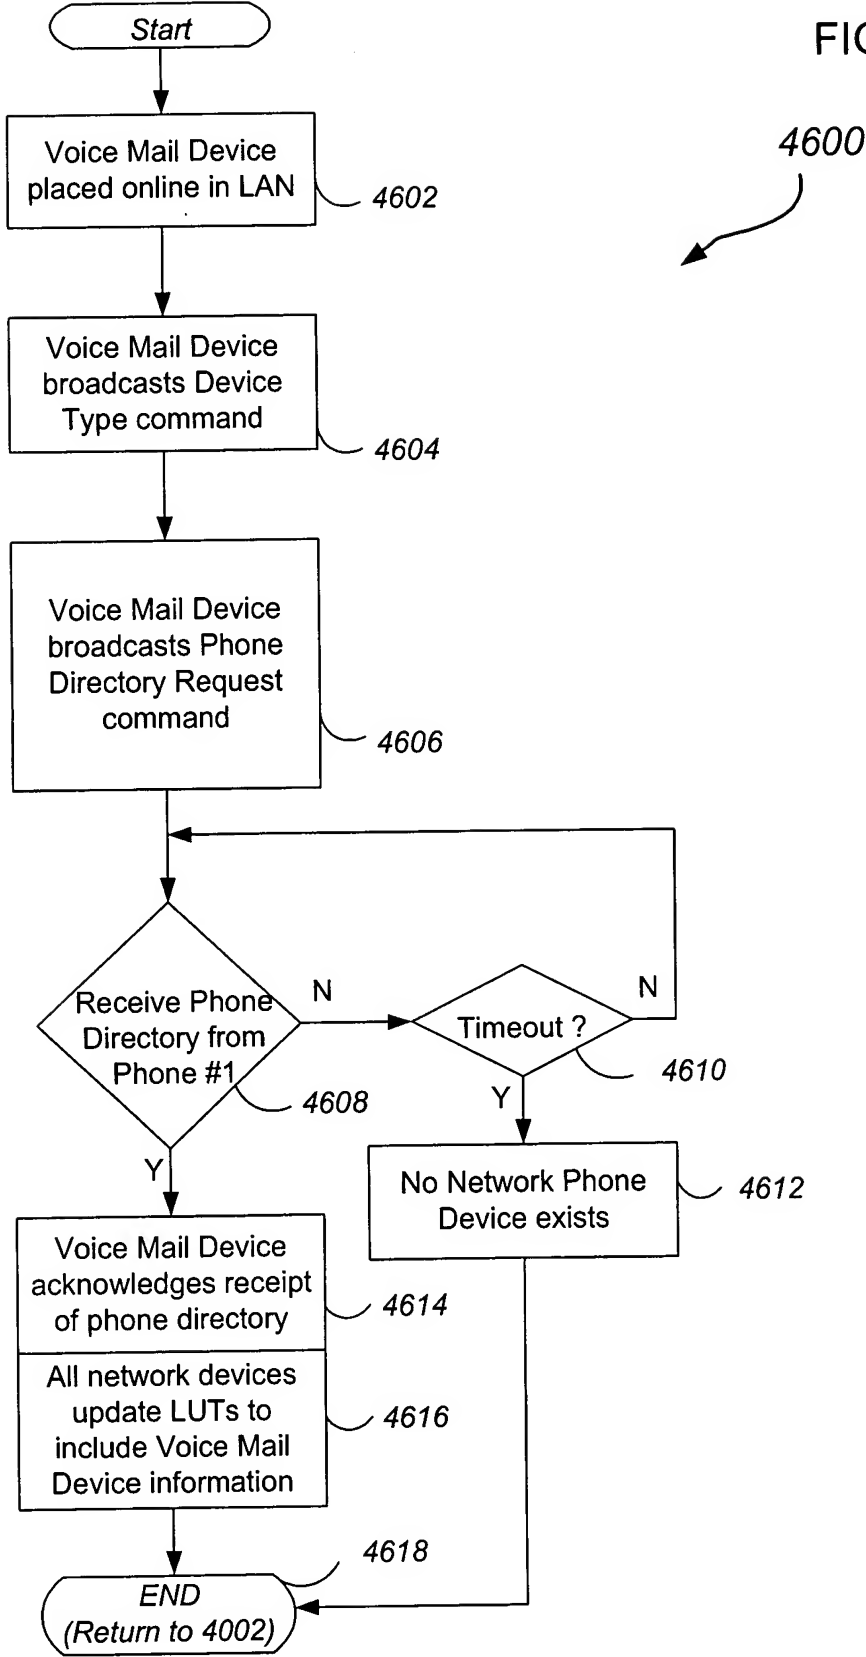 Start
FIG
4600
Voice Mail Device
placed online in LAN
4602
Voice Mail Device
broadcasts Device
Type command
4604
Voice Mail Device
broadcasts Phone
Directory Request
command
4606
Receive Phone
Directory from
Phone #1
4608
N
Timeout ?
N
4610
Y
Y
No Network Phone
Device exists
4612
Voice Mail Device
acknowledges receipt
of phone directory
4614
All network devices
update LUTs to
include Voice Mail
Device information
4616
4618
END
(Return to 4002)